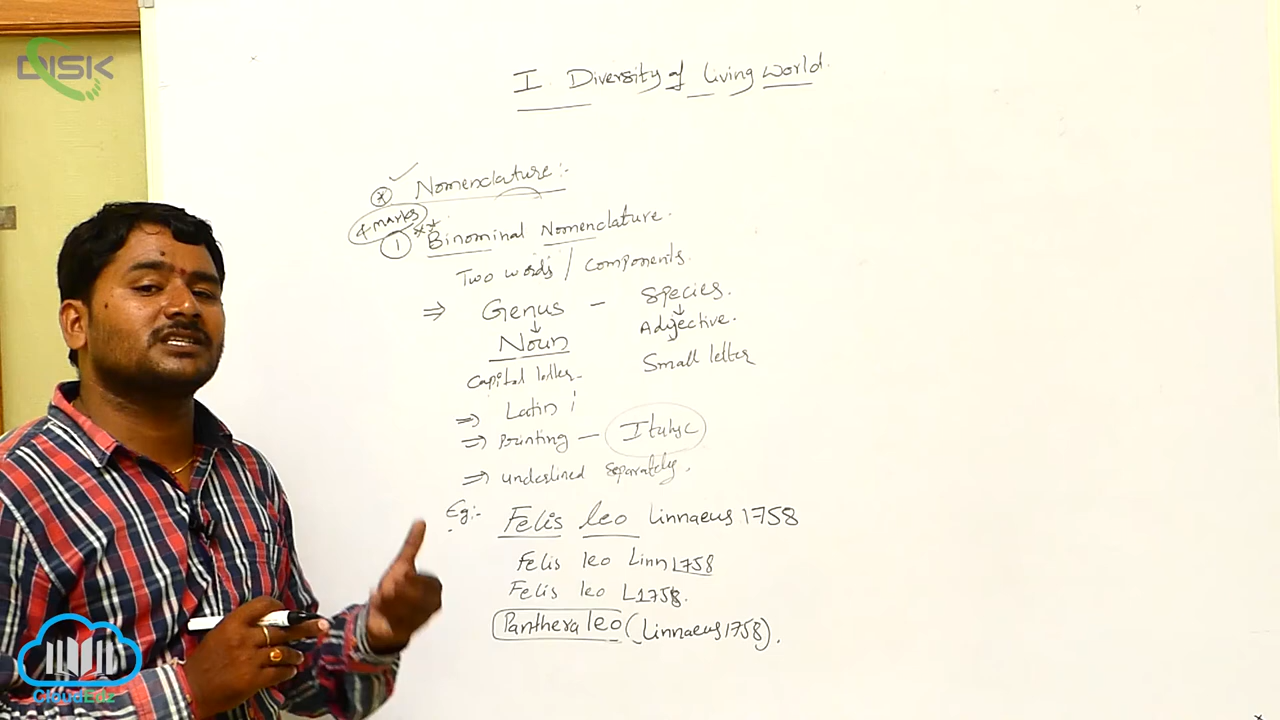 DISK
I. Diversity of living world.
* Nomenclature:-
4 marks
1 ** Binominal Nomenclature.
Two words / Components.
⇒ Genus - Species.
↓ ↓
Noun Adjective.
Capital letter- Small letter
⇒ Latin
⇒ Printing - Italic
⇒ underlined separately.
Eg:- Felis leo Linnaeus 1758
Felis leo Linn 1758
Felis leo L1758.
Panthera leo (Linnaeus 1758).
CloudEdz